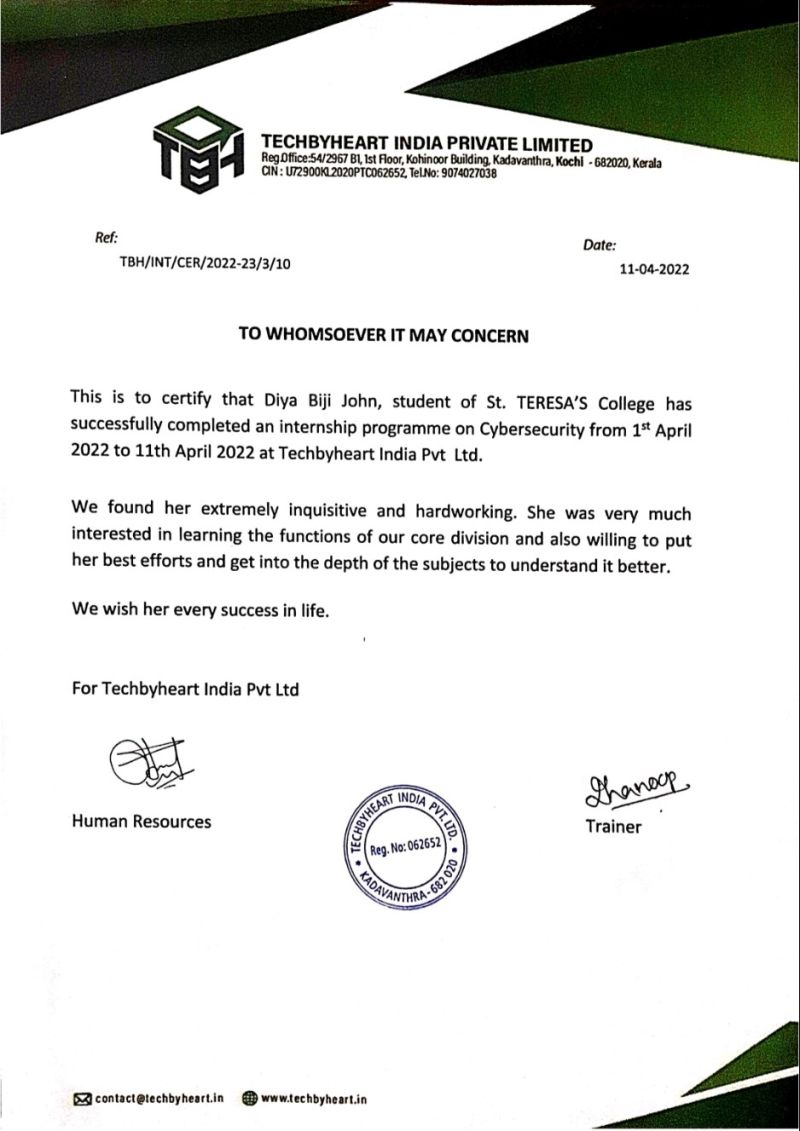 TBH
TECHBYHEART INDIA PRIVATE LIMITED
Reg.Office:54/2967 B1, 1st Floor, Kohinoor Building, Kadavanthra, Kochi - 682020, Kerala
CIN : U72900KL2020PTC062652, Tel.No: 9074027038
Ref:
TBH/INT/CER/2022-23/3/10
Date:
11-04-2022
TO WHOMSOEVER IT MAY CONCERN
This is to certify that Diya Biji John, student of St. TERESA'S College has
successfully completed an internship programme on Cybersecurity from 1st April
2022 to 11th April 2022 at Techbyheart India Pvt Ltd.
We found her extremely inquisitive and hardworking. She was very much
interested in learning the functions of our core division and also willing to put
her best efforts and get into the depth of the subjects to understand it better.
We wish her every success in life.
For Techbyheart India Pvt Ltd
Human Resources
TECHBYHEART INDIA PVT. LTD.
Reg. No: 062652
KADAVANTHRA - 682 020
Dhanoop
Trainer
contact@techbyheart.in
www.techbyheart.in